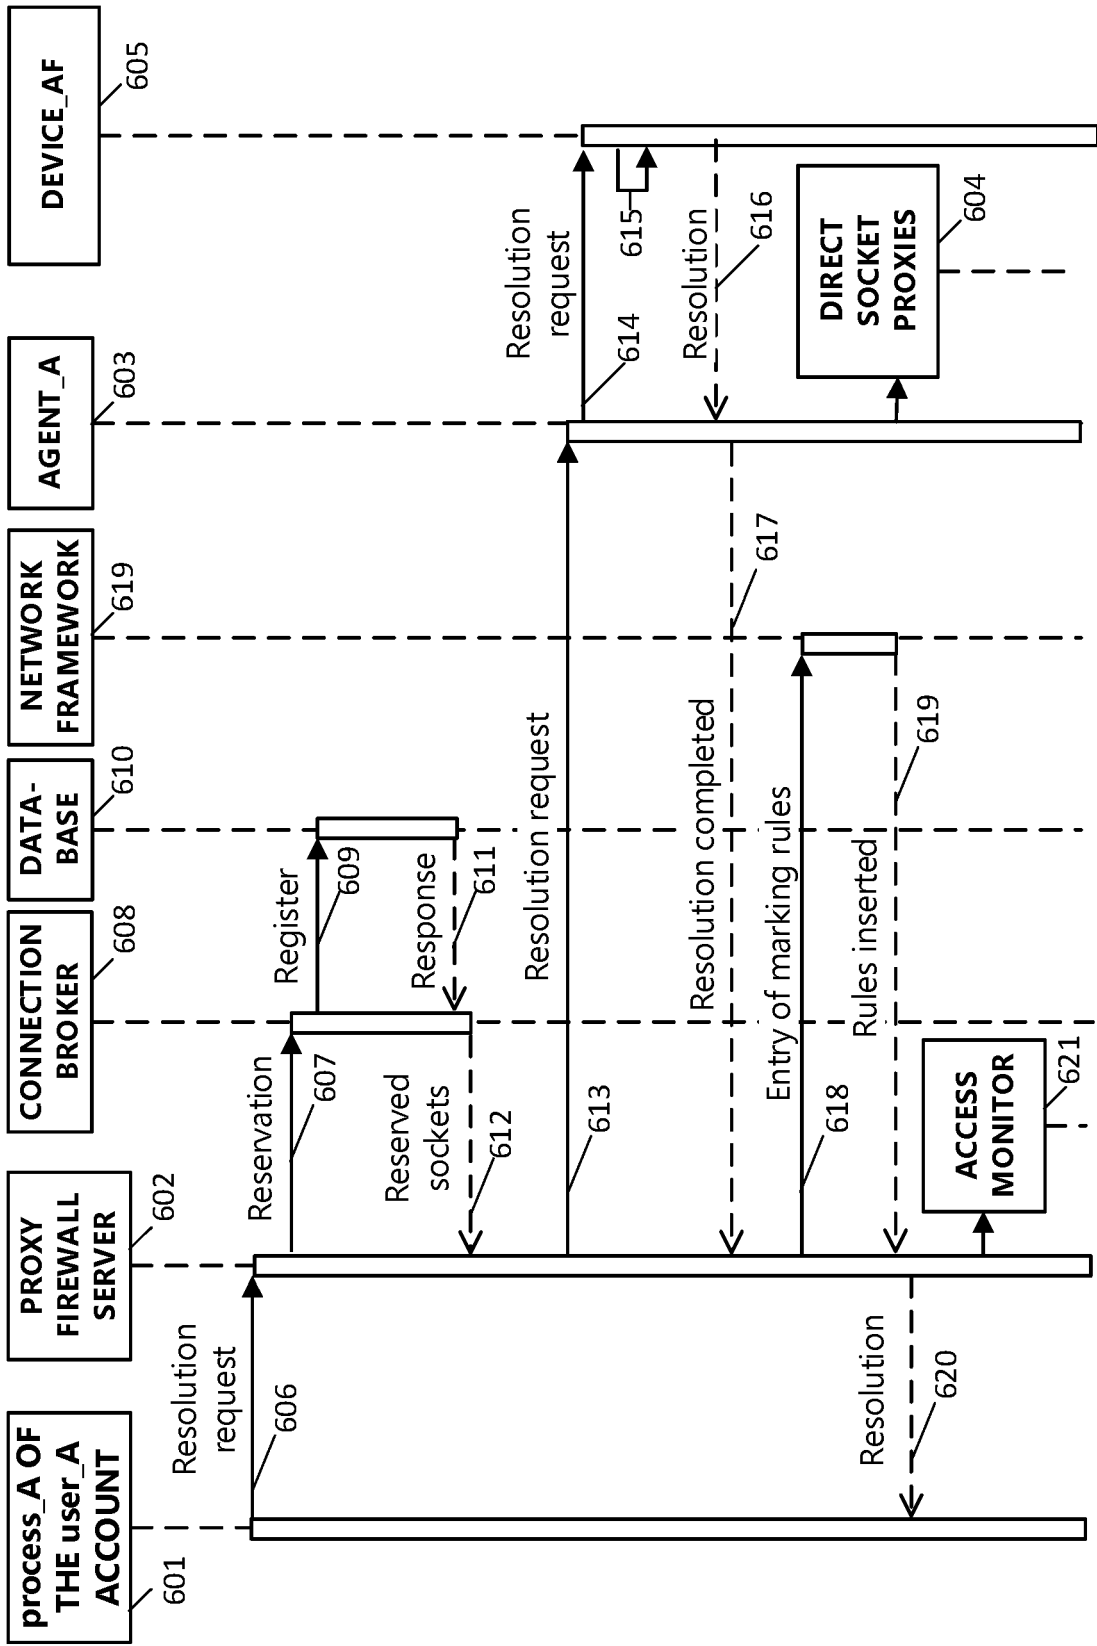 process_A OF
THE user_A
ACCOUNT
601
PROXY
FIREWALL
SERVER
602
CONNECTION
BROKER
608
DATA-
BASE
610
NETWORK
FRAMEWORK
619
AGENT_A
603
DEVICE_AF
605
Resolution
request
606
Reservation
607
Register
609
Response
611
Reserved
sockets
612
Resolution request
613
Resolution
request
614
615
Resolution
616
Resolution completed
617
Entry of marking rules
618
DIRECT
SOCKET
PROXIES
604
Rules inserted
619
Resolution
620
ACCESS
MONITOR
621